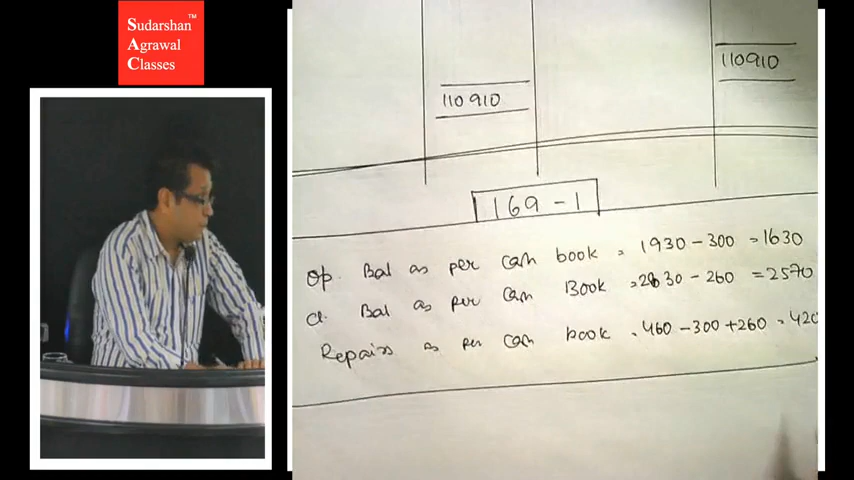 Sudarshan™
Agrawal
Classes
110910
110910
169-1
Op. Bal as per cash book = 1930 - 300 = 1630
Cl. Bal as per cash Book = 2830 - 260 = 2570
Repairs as per cash book = 460 - 300 + 260 = 420